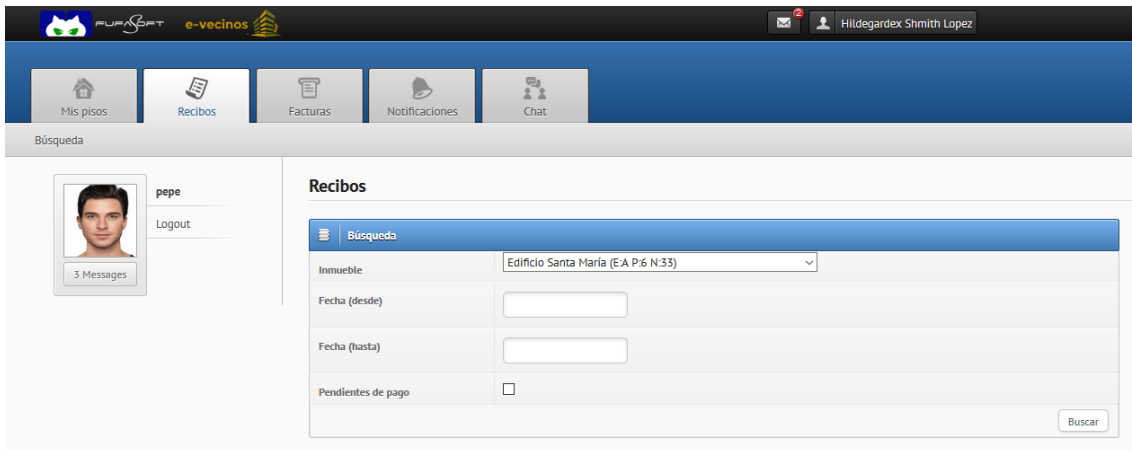 FUFASOFT e-vecinos 2 Hildegardex Shmith Lopez
Mis pisos Recibos Facturas Notificaciones Chat
Búsqueda
pepe
Logout
3 Messages
Recibos
Búsqueda
Inmueble Edificio Santa María (E:A P:6 N:33)
Fecha (desde)
Fecha (hasta)
Pendientes de pago
Buscar